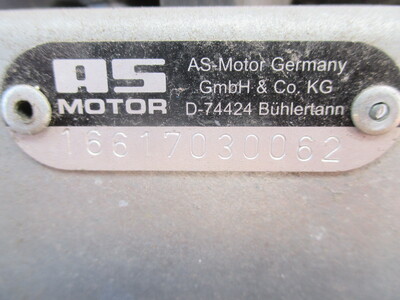 AS
MOTOR
AS-Motor Germany
GmbH & Co. KG
D-74424 Bühlertann
16617030062